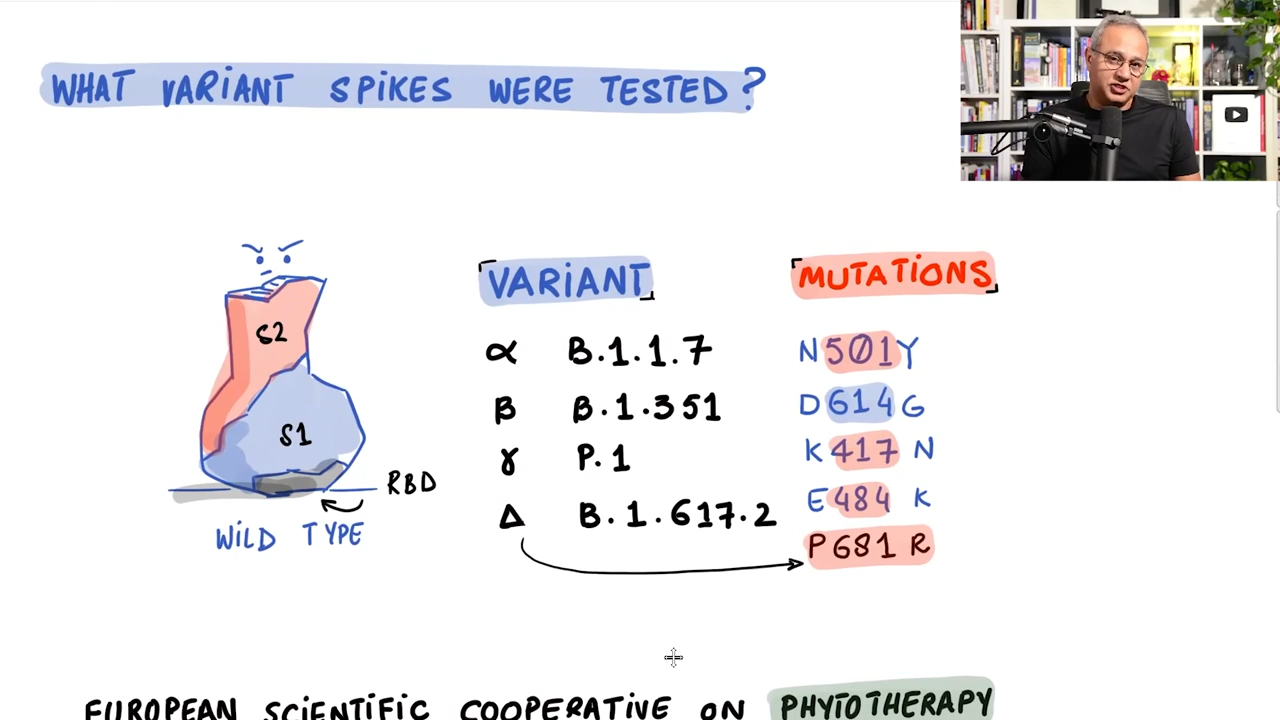 WHAT VARIANT SPIKES WERE TESTED?
S2
S1
RBD
WILD TYPE
VARIANT
MUTATIONS
α B.1.1.7 N501Y
β B.1.351 D614G
γ P.1 K417N
Δ B.1.617.2 E484K
P681R
EUROPEAN SCIENTIFIC COOPERATIVE ON PHYTOTHERAPY